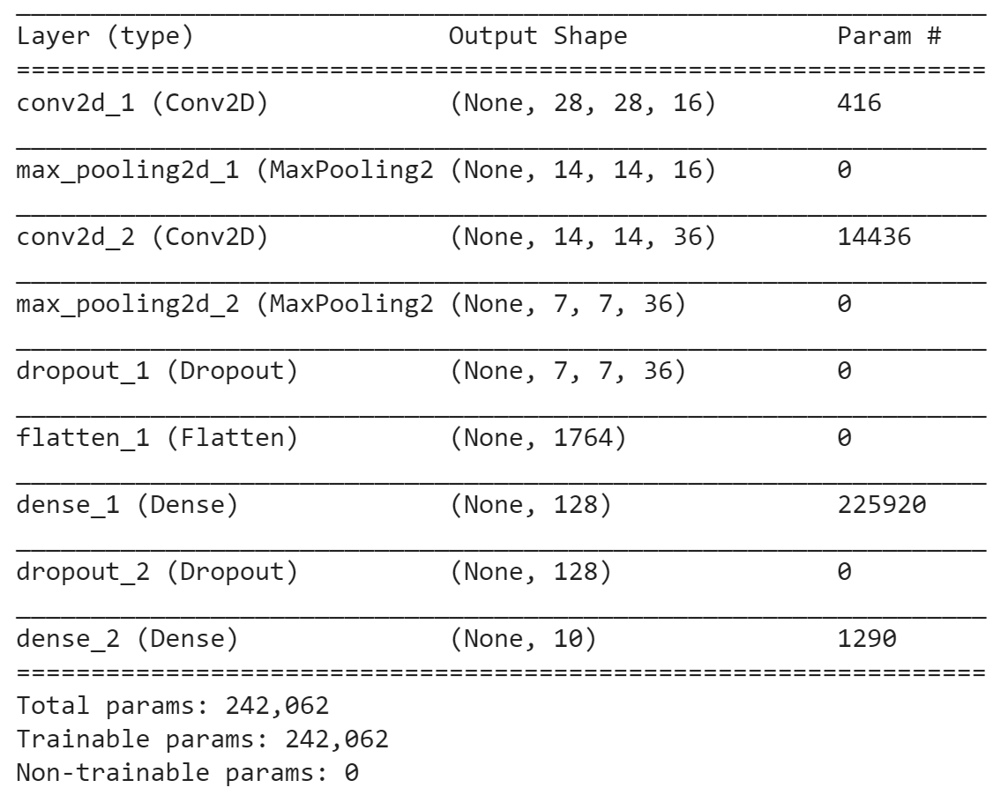 Layer (type)                 Output Shape              Param #
=================================================================
conv2d_1 (Conv2D)            (None, 28, 28, 16)        416
_________________________________________________________________
max_pooling2d_1 (MaxPooling2 (None, 14, 14, 16)        0
_________________________________________________________________
conv2d_2 (Conv2D)            (None, 14, 14, 36)        14436
_________________________________________________________________
max_pooling2d_2 (MaxPooling2 (None, 7, 7, 36)          0
_________________________________________________________________
dropout_1 (Dropout)          (None, 7, 7, 36)          0
_________________________________________________________________
flatten_1 (Flatten)          (None, 1764)              0
_________________________________________________________________
dense_1 (Dense)              (None, 128)               225920
_________________________________________________________________
dropout_2 (Dropout)          (None, 128)               0
_________________________________________________________________
dense_2 (Dense)              (None, 10)                1290
=================================================================
Total params: 242,062
Trainable params: 242,062
Non-trainable params: 0